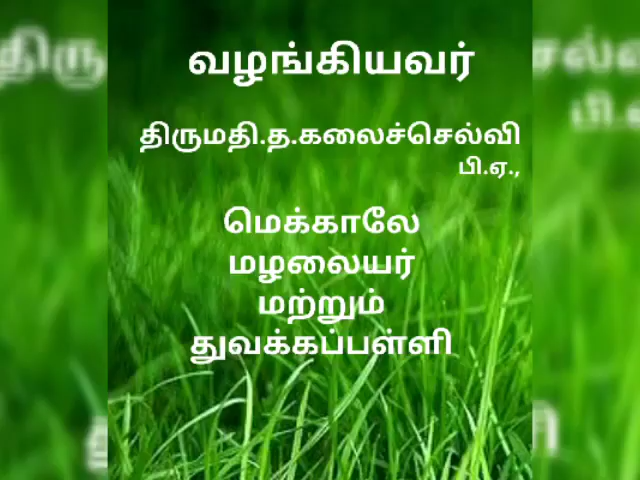 வழங்கியவர்
திருமதி.த.கலைச்செல்வி
பி.ஏ.,
மெக்காலே
மழலையர்
மற்றும்
துவக்கப்பள்ளி